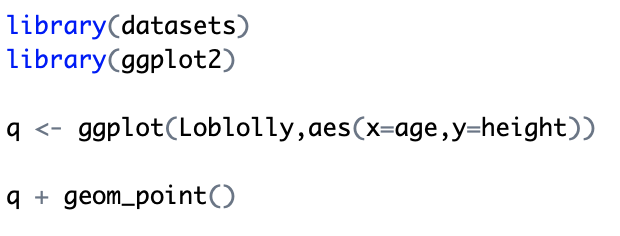 library(datasets)
library(ggplot2)
q <- ggplot(Loblolly,aes(x=age,y=height))
q + geom_point()